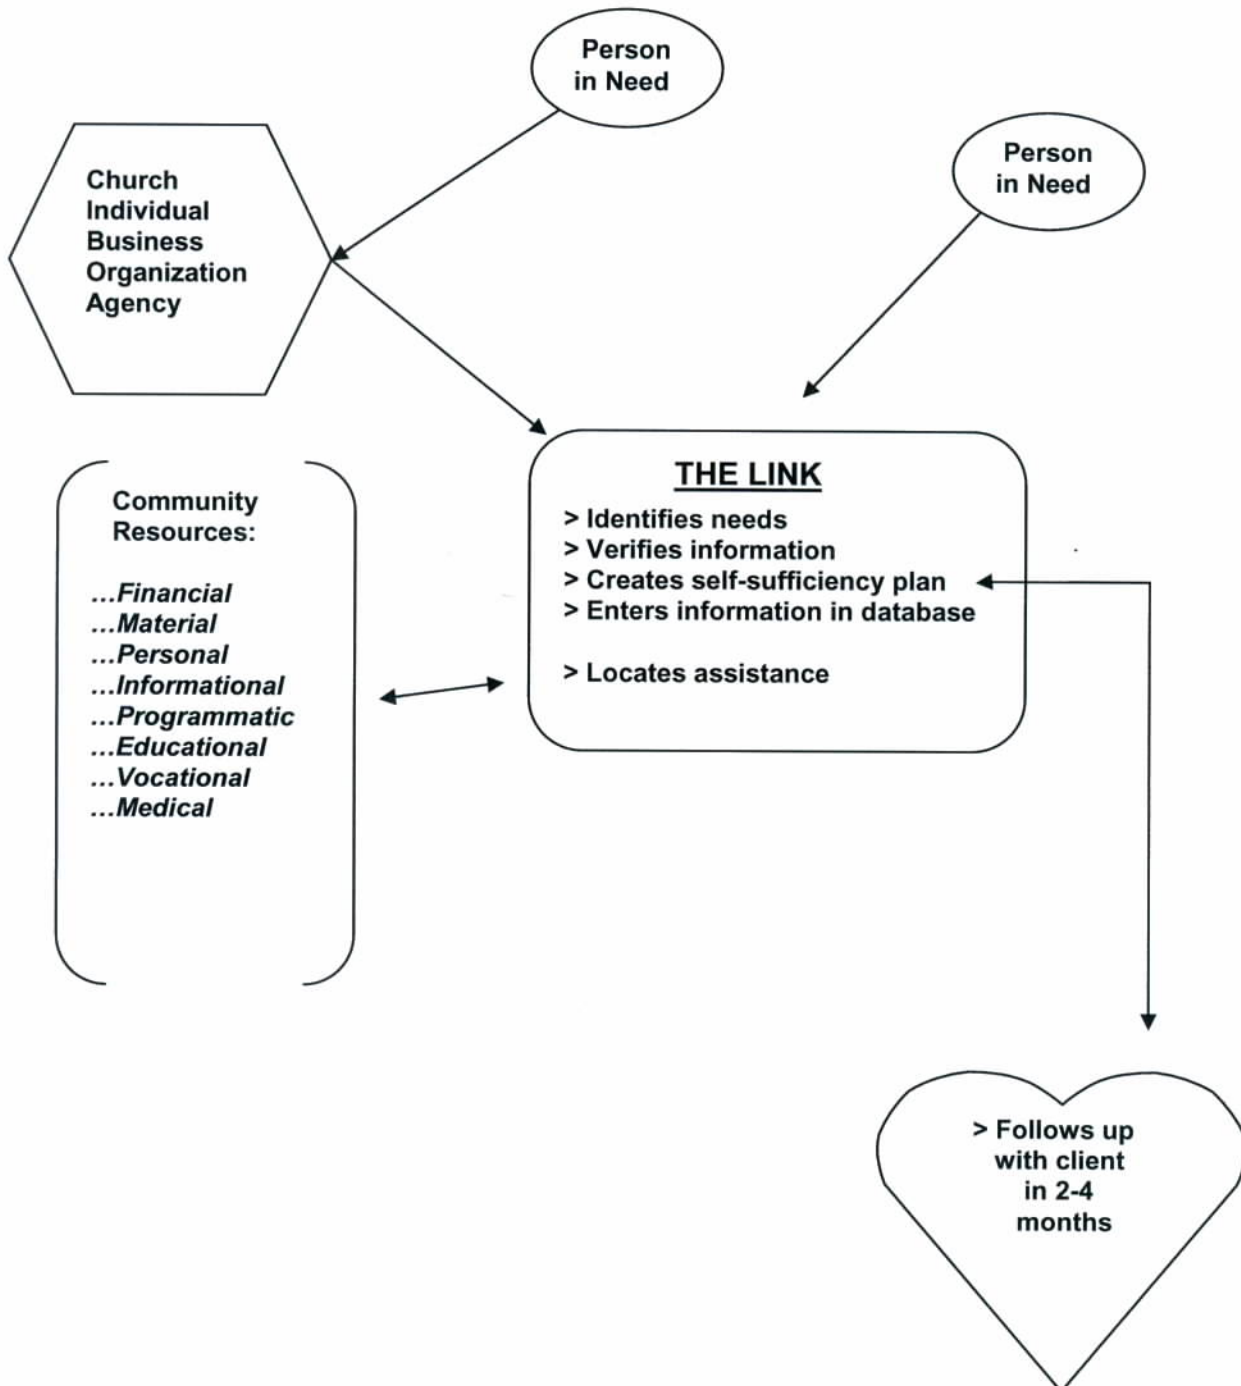 Person
in Need
Person
in Need
Church
Individual
Business
Organization
Agency
THE LINK
> Identifies needs
> Verifies information
> Creates self-sufficiency plan
> Enters information in database
> Locates assistance
Community
Resources:
...Financial
...Material
...Personal
...Informational
...Programmatic
...Educational
...Vocational
...Medical
> Follows up
with client
in 2-4
months